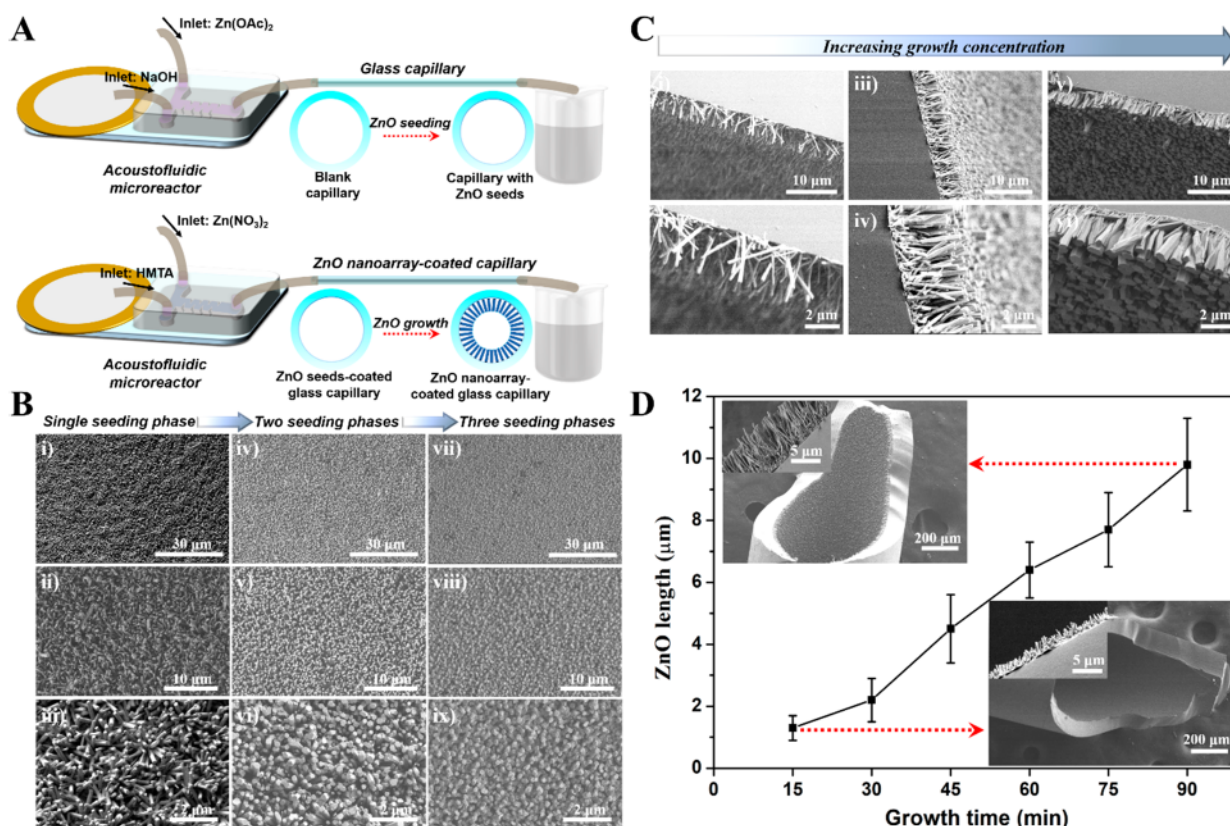 A
Inlet: Zn(OAc)2
Inlet: NaOH
Glass capillary
ZnO seeding
Acoustofluidic
microreactor
Blank
capillary
Capillary with
ZnO seeds
Inlet: Zn(NO3)2
Inlet: HMTA
ZnO nanoarray-coated capillary
ZnO growth
Acoustofluidic
microreactor
ZnO seeds-coated
glass capillary
ZnO nanoarray-
coated glass capillary
B
Single seeding phase
Two seeding phases
Three seeding phases
i)
30 μm
iv)
30 μm
vii)
30 μm
ii)
10 μm
v)
10 μm
viii)
10 μm
iii)
2 μm
vi)
2 μm
ix)
2 μm
C
Increasing growth concentration
10 μm
iii)
10 μm
10 μm
2 μm
iv)
2 μm
D
ZnO length (μm)
12
10
8
6
4
2
0
5 μm
200 μm
5 μm
200 μm
0
15
30
45
60
75
90
Growth time (min)